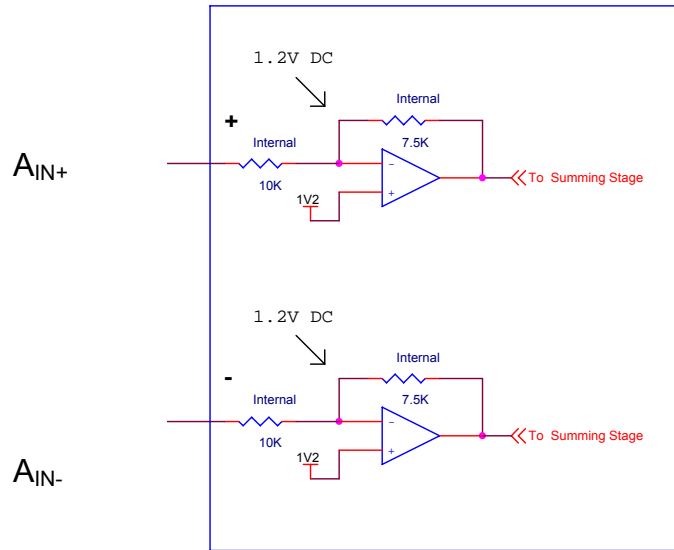 1.2V DC
Internal
+
Internal
7.5K
AIN+
−
10K
To Summing Stage
1V2
+
1.2V DC
Internal
-
Internal
7.5K
−
10K
To Summing Stage
1V2
+
AIN-